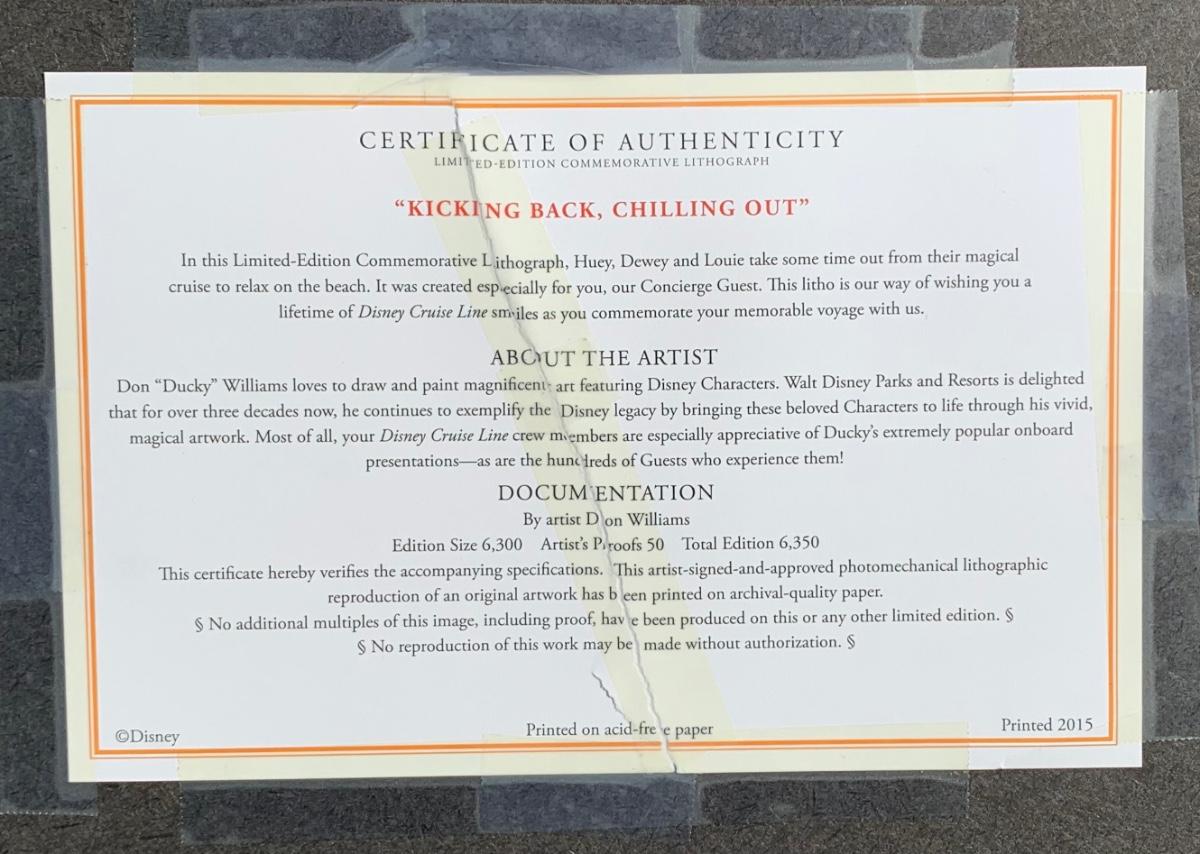 CERTIFICATE OF AUTHENTICITY
LIMITED-EDITION COMMEMORATIVE LITHOGRAPH
“KICKING BACK, CHILLING OUT”
In this Limited-Edition Commemorative Lithograph, Huey, Dewey and Louie take some time out from their magical
cruise to relax on the beach. It was created especially for you, our Concierge Guest. This litho is our way of wishing you a
lifetime of Disney Cruise Line smiles as you commemorate your memorable voyage with us.
ABOUT THE ARTIST
Don “Ducky” Williams loves to draw and paint magnificent art featuring Disney Characters. Walt Disney Parks and Resorts is delighted
that for over three decades now, he continues to exemplify the Disney legacy by bringing these beloved Characters to life through his vivid,
magical artwork. Most of all, your Disney Cruise Line crew members are especially appreciative of Ducky’s extremely popular onboard
presentations—as are the hundreds of Guests who experience them!
DOCUMENTATION
By artist Don Williams
Edition Size 6,300 Artist’s Proofs 50 Total Edition 6,350
This certificate hereby verifies the accompanying specifications. This artist-signed-and-approved photomechanical lithographic
reproduction of an original artwork has been printed on archival-quality paper.
§ No additional multiples of this image, including proof, have been produced on this or any other limited edition. §
§ No reproduction of this work may be made without authorization. §
©Disney Printed on acid-free paper Printed 2015